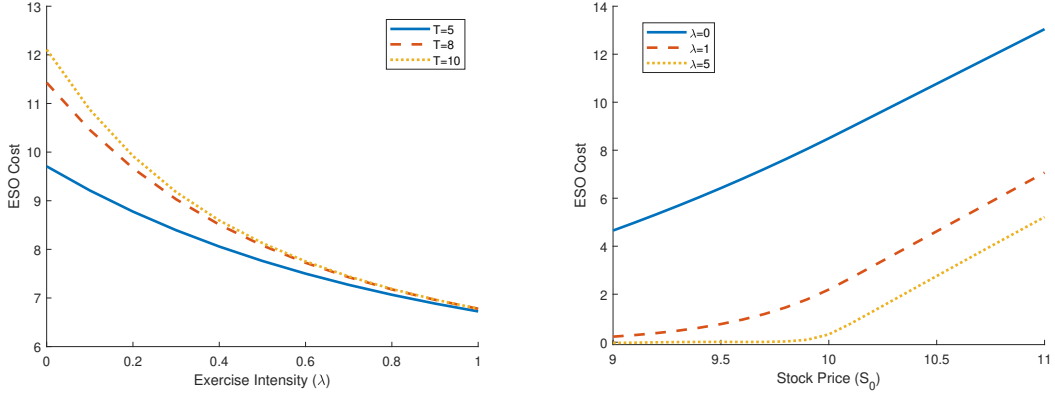 13
12
11
10
9
8
7
6
ESO Cost
0
0.2
0.4
0.6
0.8
1
Exercise Intensity (λ)
T=5
T=8
T=10
14
12
10
8
6
4
2
0
ESO Cost
9
9.5
10
10.5
11
Stock Price (S₀)
λ=0
λ=1
λ=5